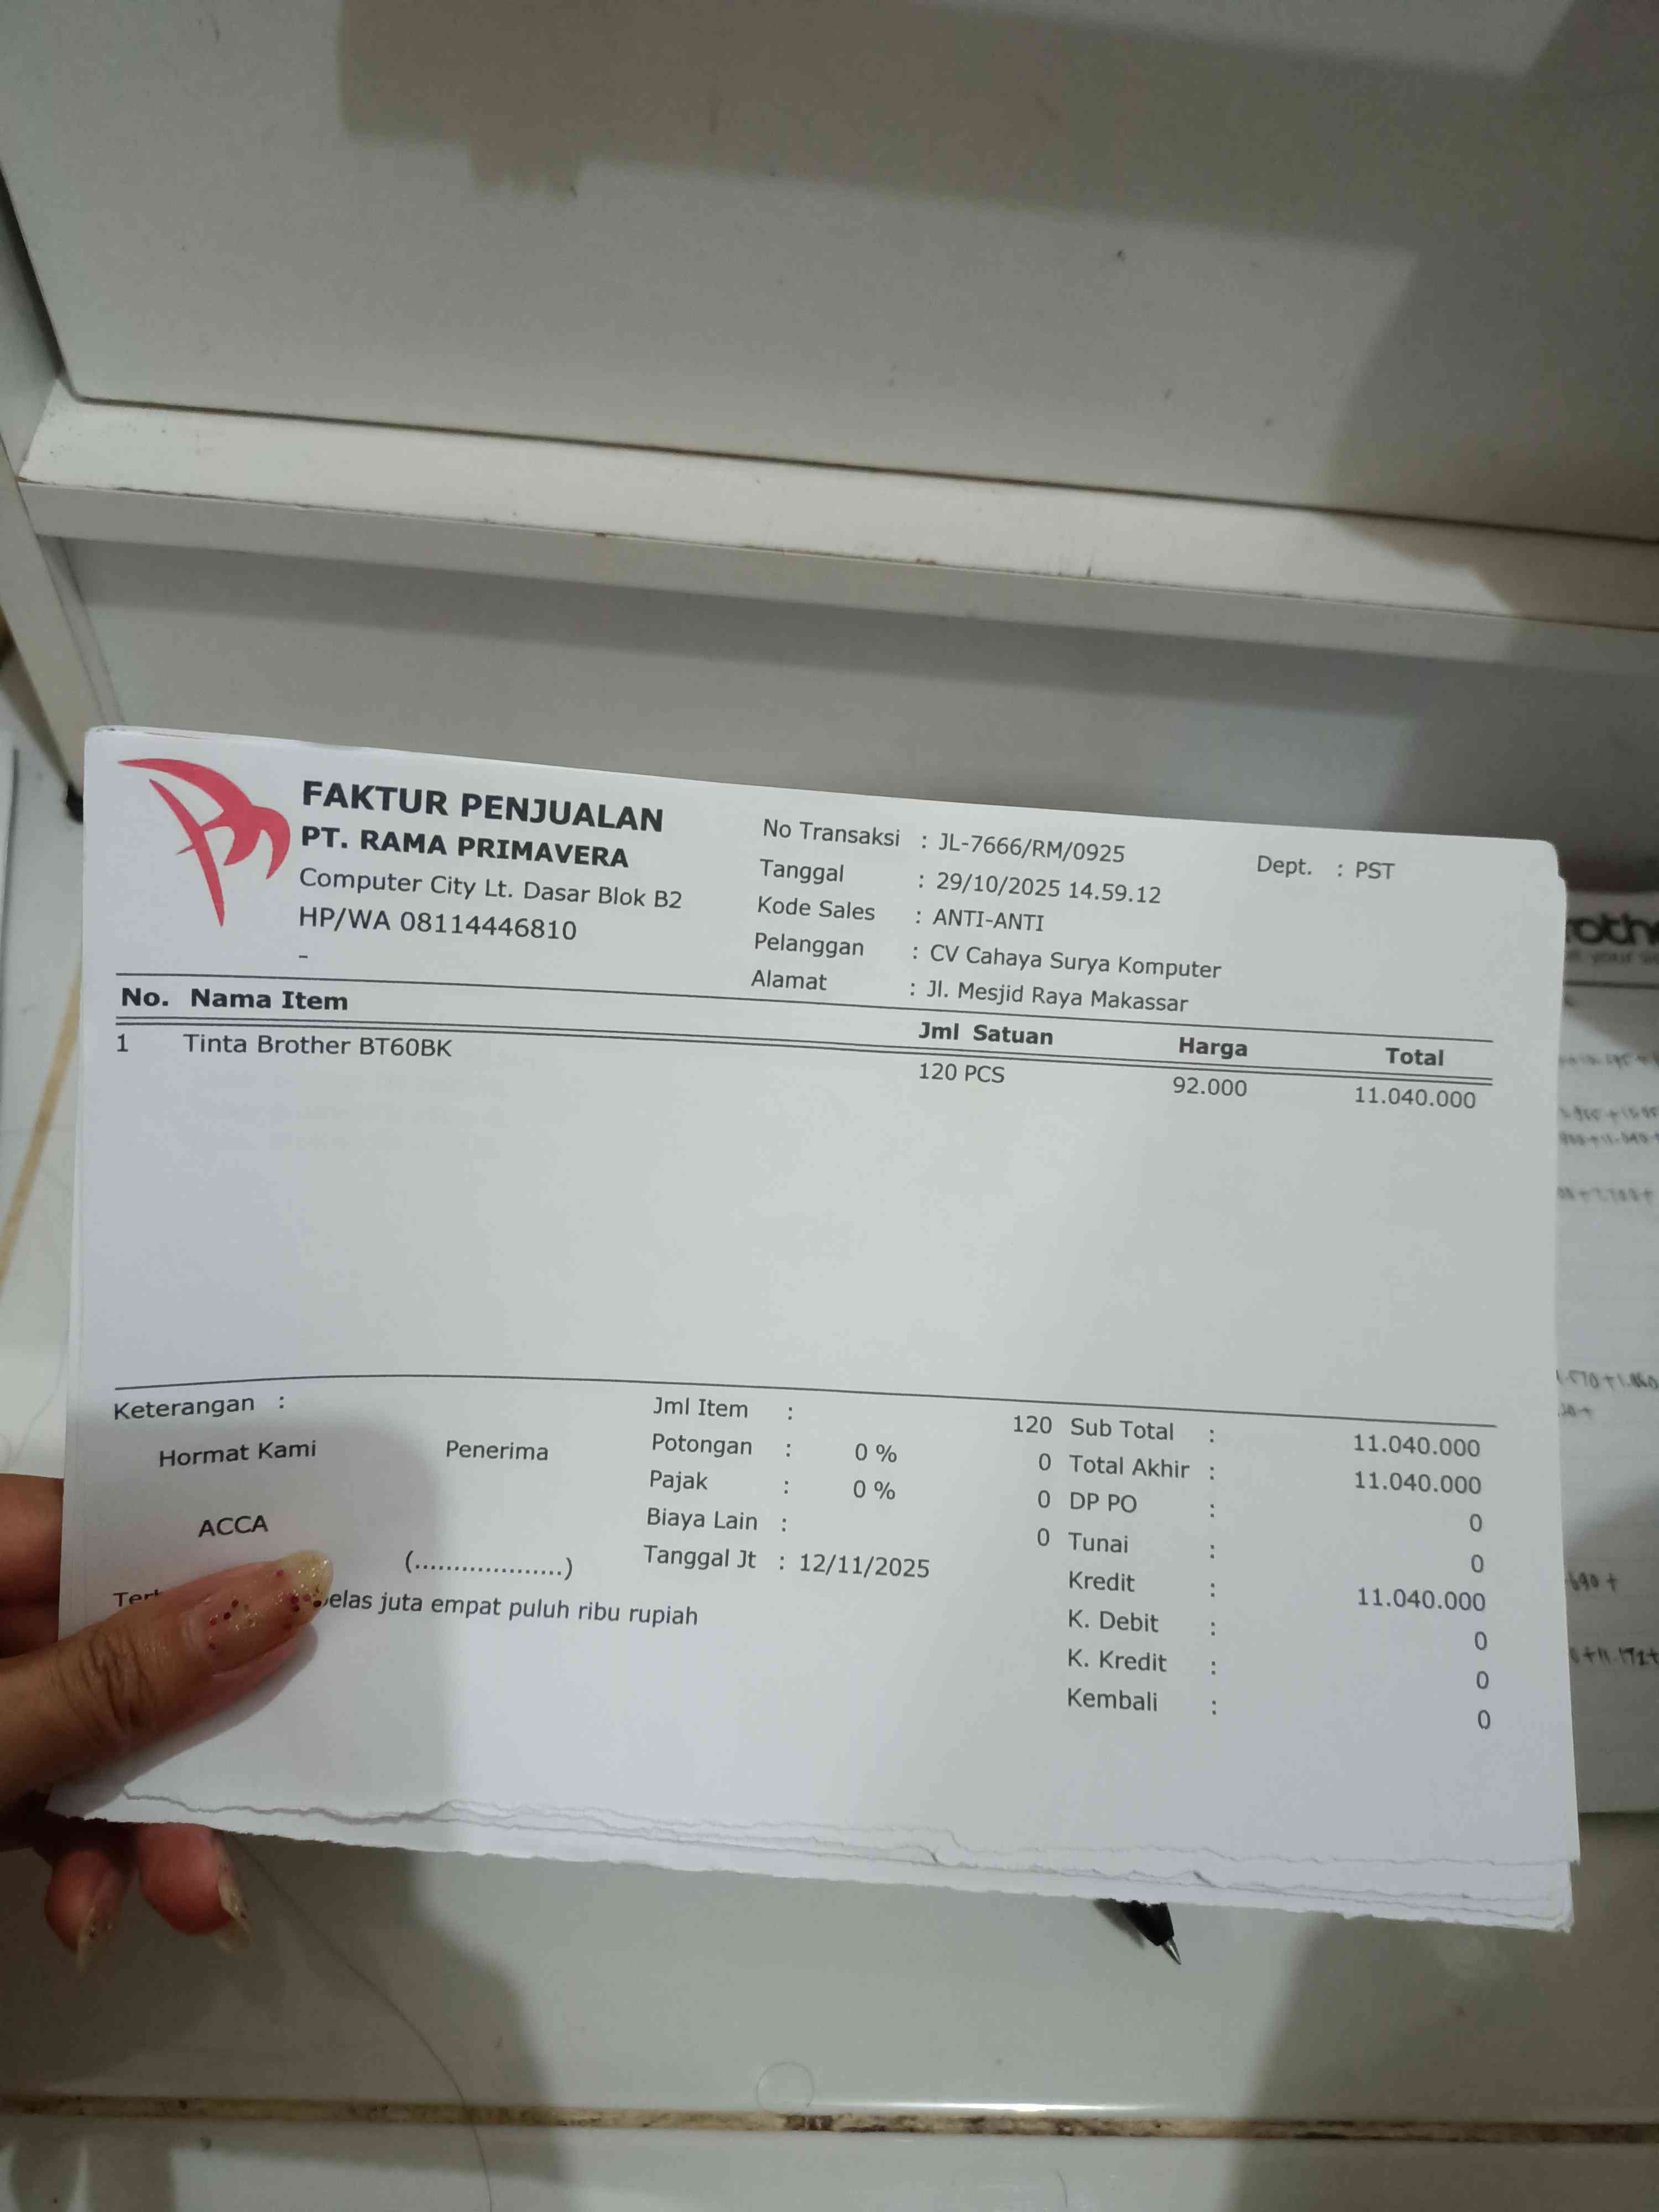 FAKTUR PENJUALAN
PT. RAMA PRIMAVERA
Computer City Lt. Dasar Blok B2
HP/WA 08114446810
-
No Transaksi : JL-7666/RM/0925
Dept. : PST
Tanggal : 29/10/2025 14.59.12
Kode Sales : ANTI-ANTI
Pelanggan : CV Cahaya Surya Komputer
Alamat : Jl. Mesjid Raya Makassar
No. Nama Item Jml Satuan Harga Total
1 Tinta Brother BT60BK 120 PCS 92.000 11.040.000
Keterangan :
Hormat Kami Penerima
ACCA
(...................)
Jml Item : 120
Potongan : 0 % 0
Pajak : 0 % 0
Biaya Lain : 0
Tanggal Jt : 12/11/2025
Sub Total : 11.040.000
Total Akhir : 11.040.000
DP PO : 0
Tunai : 0
Kredit : 11.040.000
K. Debit : 0
K. Kredit : 0
Kembali : 0
juta empat puluh ribu rupiah